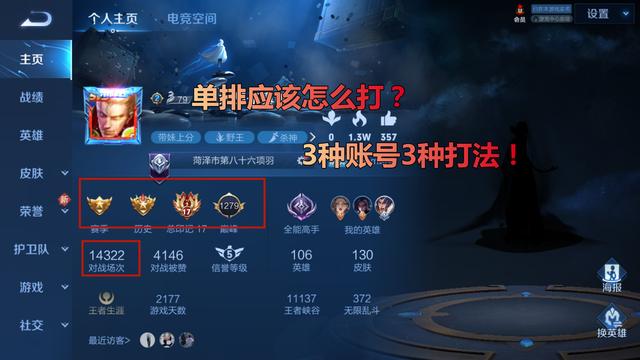 个人主页
电竞空间
会员
设置
主页
战绩
英雄
皮肤
荣誉
新
护卫队
游戏
社交
3 79
单排应该怎么打？
3种账号3种打法！
带妹上分
野王
杀神
0
1.3W
357
菏泽市第八十六项羽
17
1279
赛季
历史
总印记 17
巅峰
全能高手
我的英雄
14322
对战场次
4146
对战被赞
5
信誉等级
106
英雄
130
皮肤
王者生涯
2177
游戏天数
11137
王者峡谷
372
无限乱斗
最近访客>
海报
换英雄